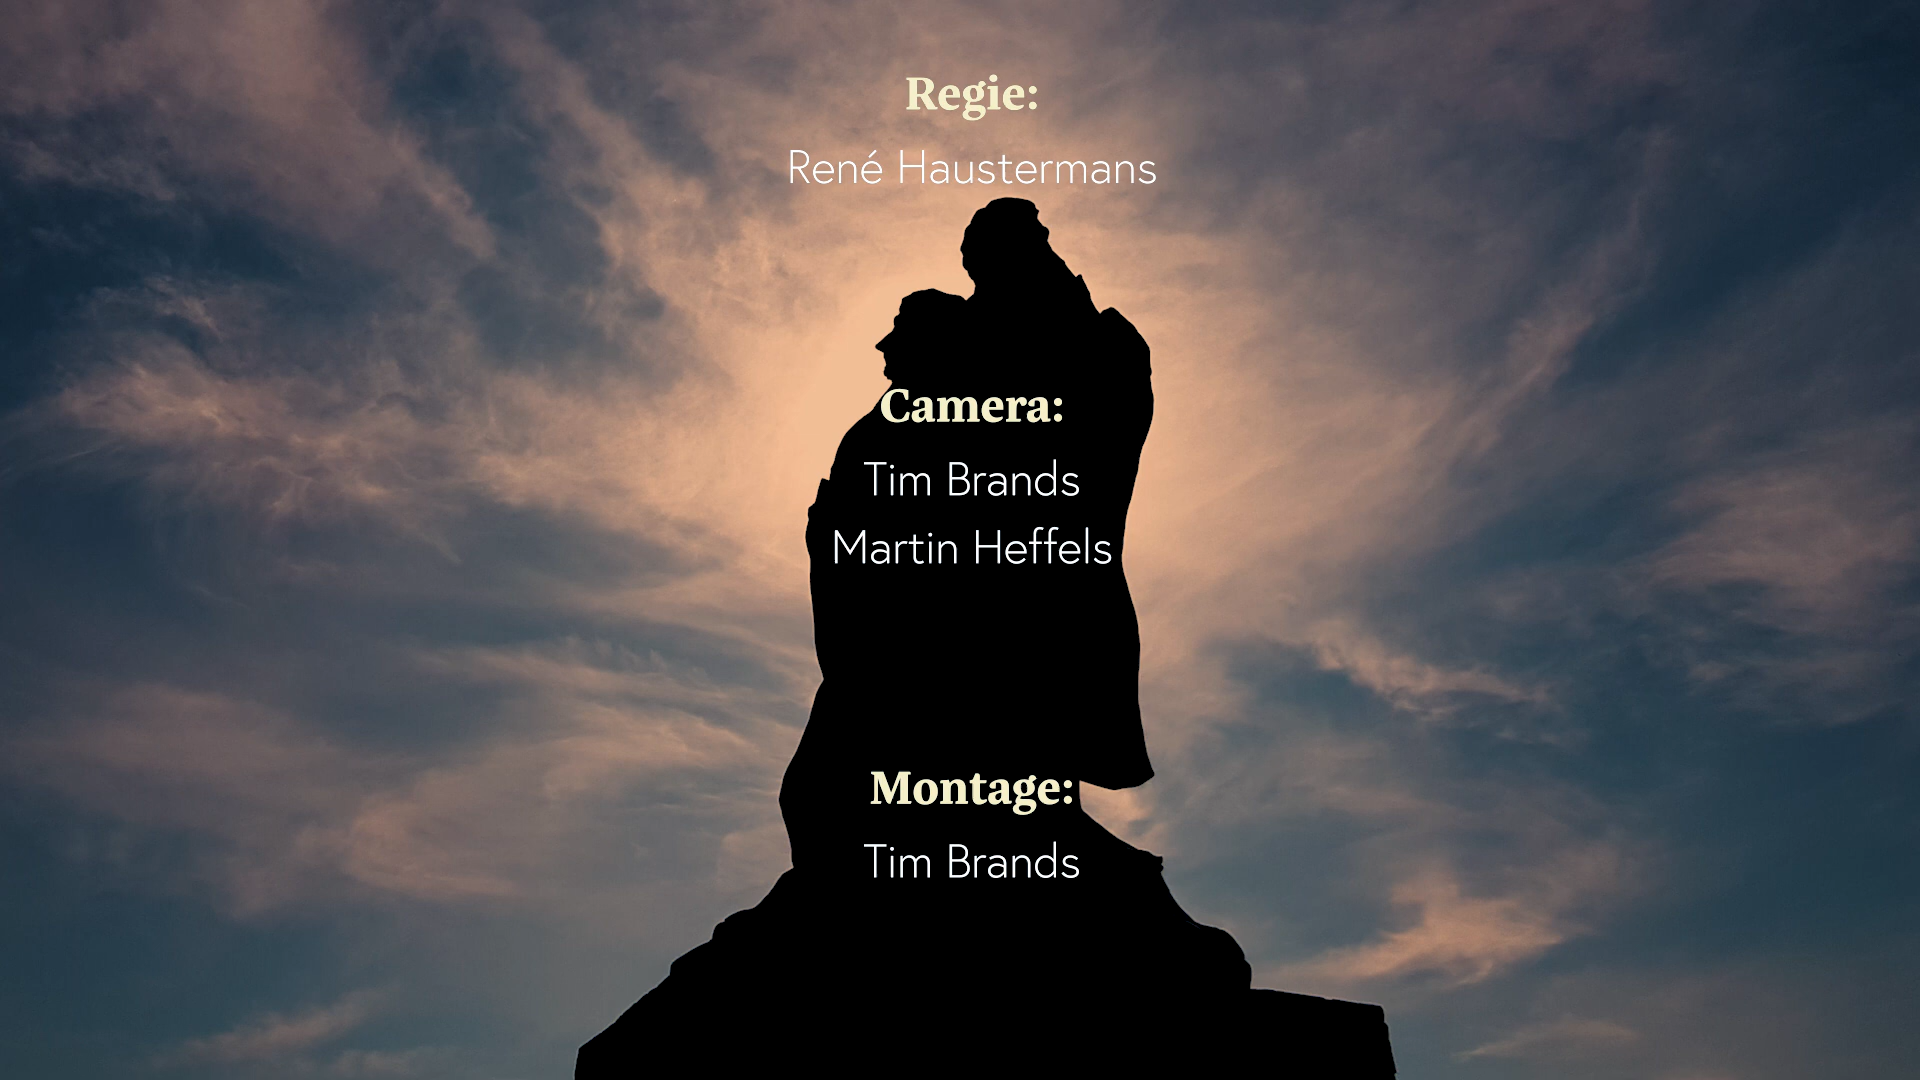 Regie:
René Haustermans
Camera:
Tim Brands
Martin Heffels
Montage:
Tim Brands